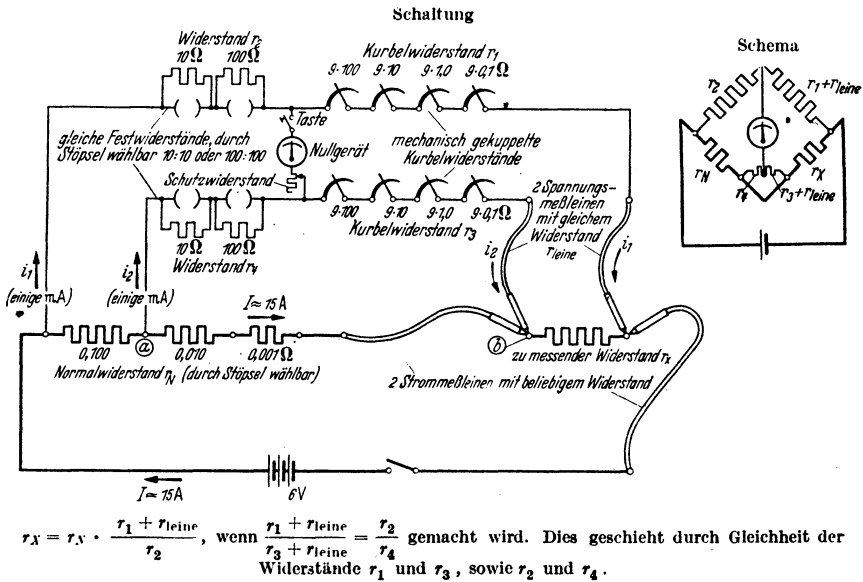 Schaltung
Widerstand r2
10Ω 100Ω
Kurbelwiderstand r1
9·100 9·10 9·1,0 9·0,1Ω
Taste
gleiche Festwiderstände, durch
Stöpsel wählbar 10:10 oder 100:100
Nullgerät
mechanisch gekuppelte
Kurbelwiderstände
Schutzwiderstand
9·100 9·10 9·1,0 9·0,1Ω
Kurbelwiderstand r3
10Ω 100Ω
Widerstand r4
2 Spannungs-
meßleinen
mit gleichem
Widerstand
rleine
i1
(einige mA)
i2
(einige mA)
i2
i1
I≈15A
0,100 a 0,010 0,001Ω
Normalwiderstand rN (durch Stöpsel wählbar)
b
zu messender Widerstand rx
2 Strommeßleinen mit beliebigem Widerstand
I≈15A
6V
Schema
r2
r1+rleine
rN
rX
r4
r3+rleine
rX = rN · (r1 + rleine)/r2, wenn (r1 + rleine)/(r3 + rleine) = r2/r4 gemacht wird. Dies geschieht durch Gleichheit der
Widerstände r1 und r3, sowie r2 und r4.